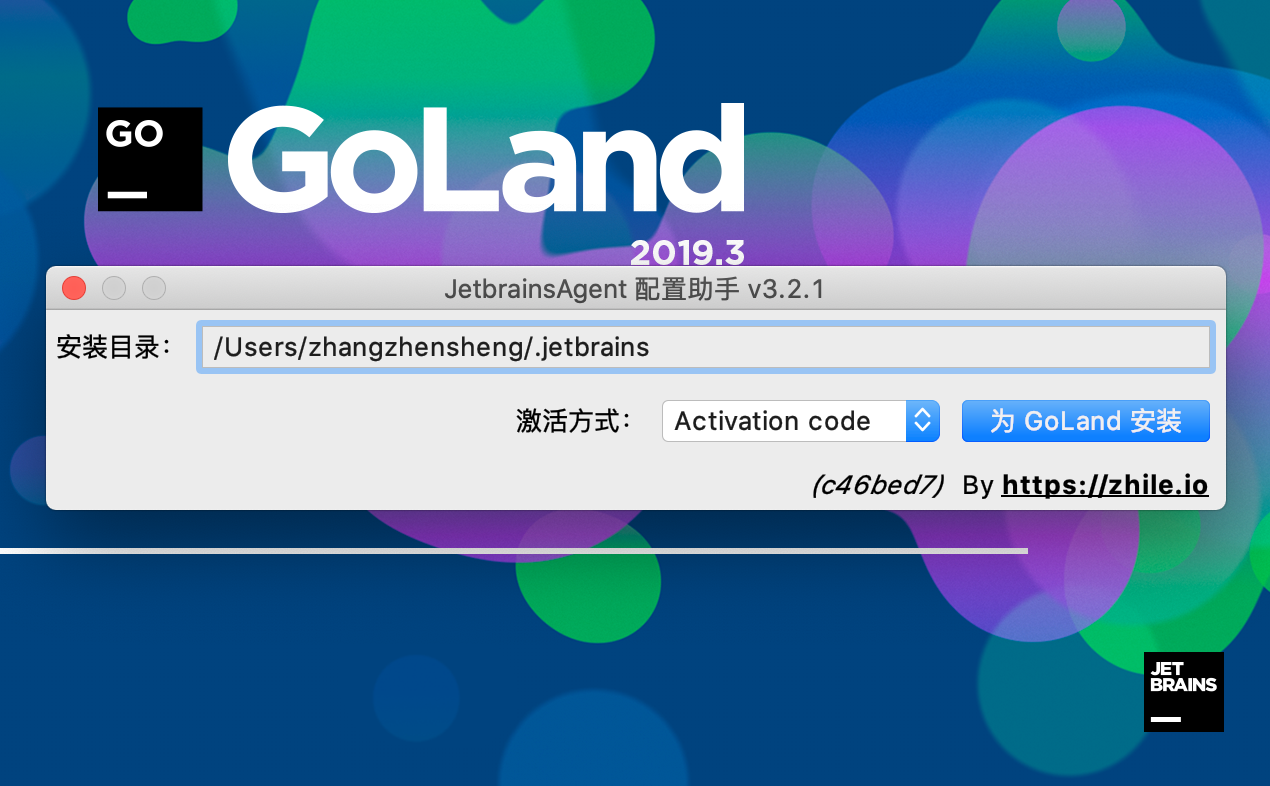 GO
GoLand
2019.3
JetbrainsAgent 配置助手 v3.2.1
安装目录： /Users/zhangzhensheng/.jetbrains
激活方式： Activation code 为 GoLand 安装
(c46bed7) By https://zhile.io
JET
BRAINS